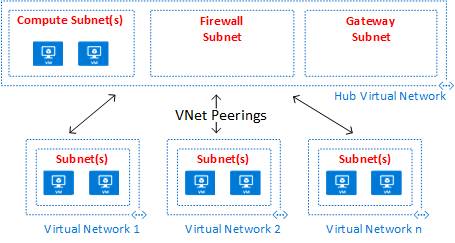 Compute Subnet(s)
VM
VM
Firewall
Subnet
Gateway
Subnet
Hub Virtual Network
VNet Peerings
Subnet(s)
VM
VM
Virtual Network 1
Subnet(s)
VM
VM
Virtual Network 2
Subnet(s)
VM
VM
Virtual Network n